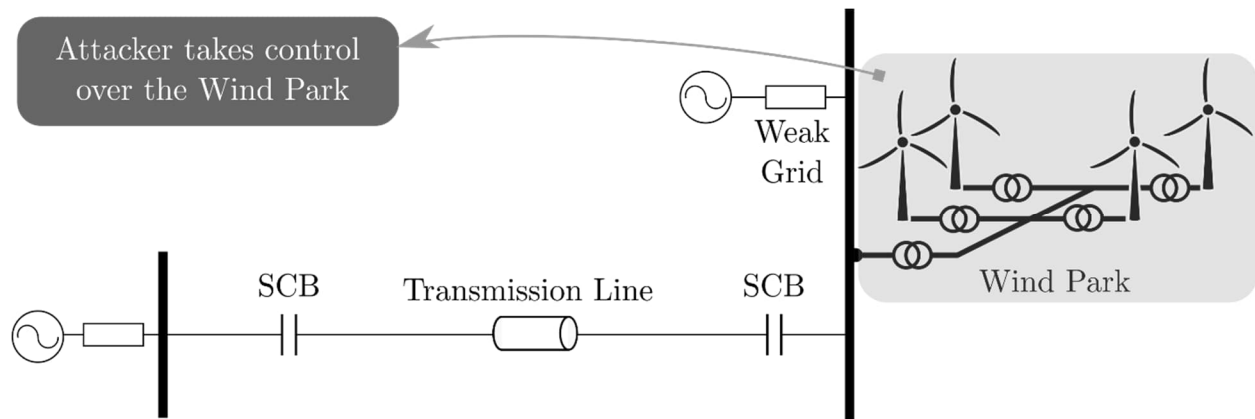 Attacker takes control
over the Wind Park
Weak
Grid
SCB
Transmission Line
SCB
Wind Park